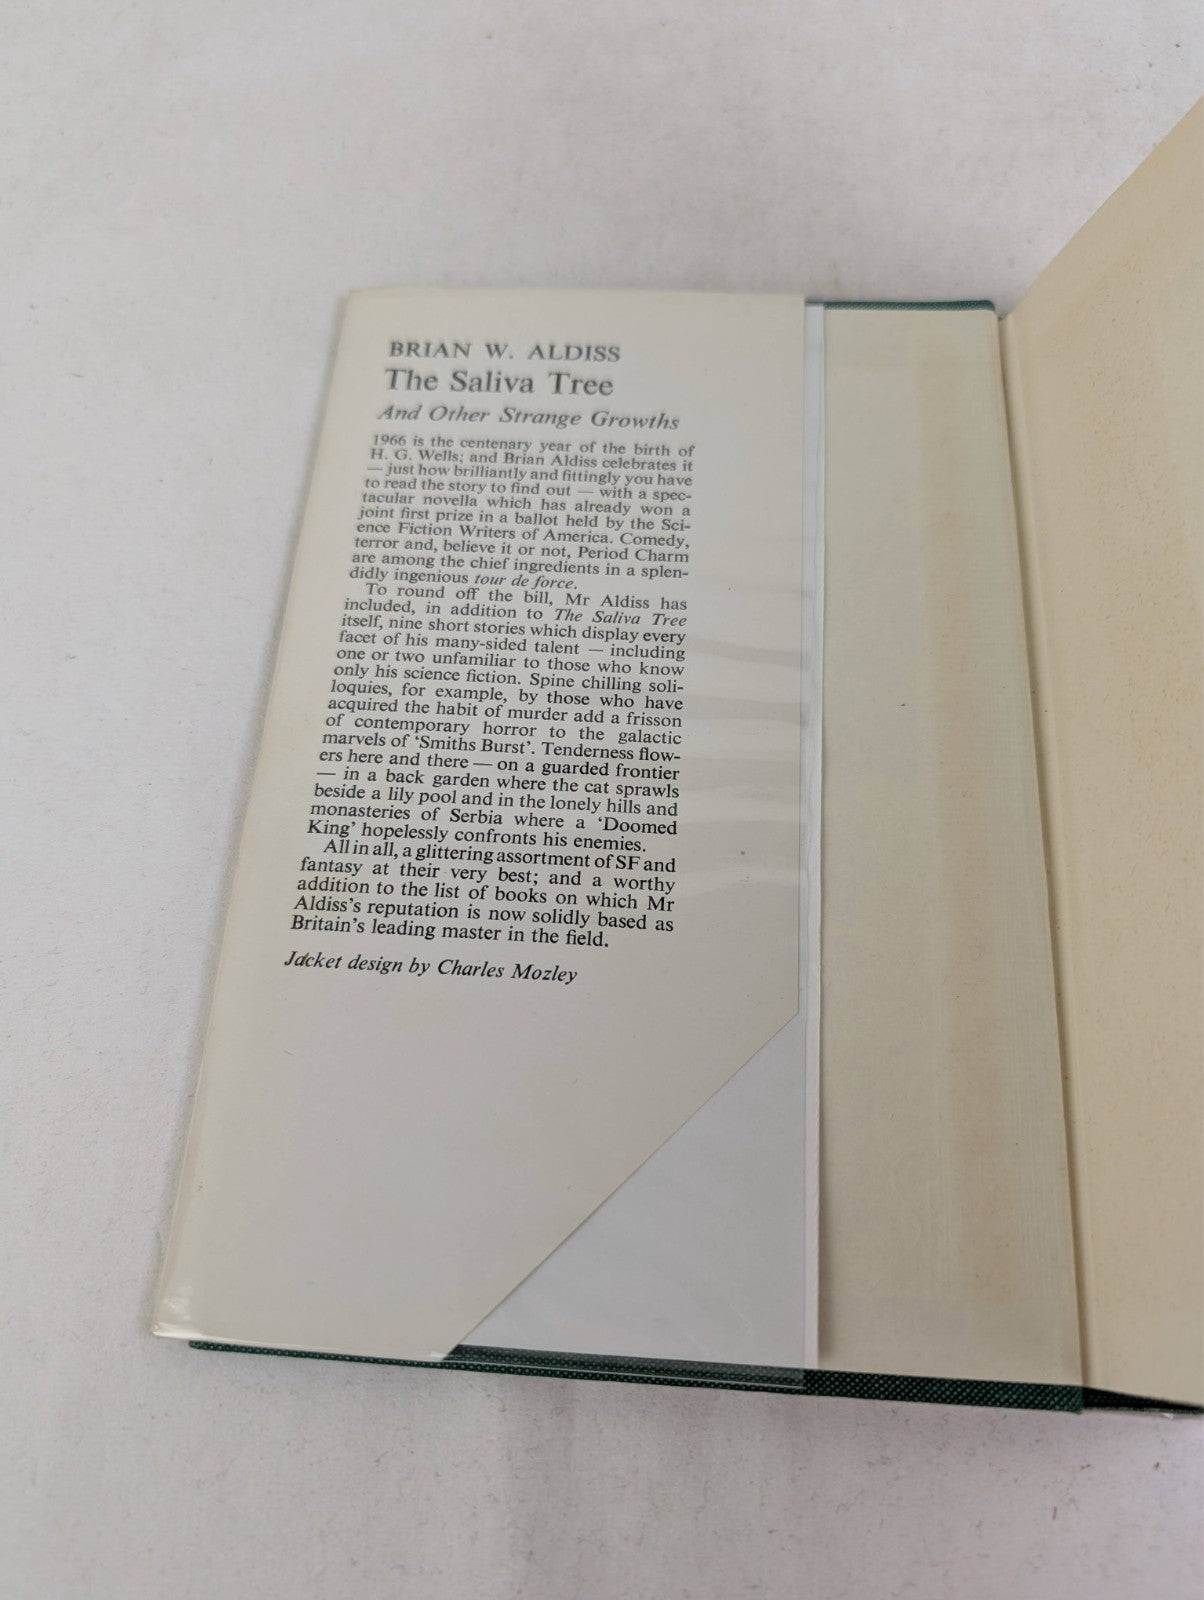 BRIAN W. ALDISS
The Saliva Tree
And Other Strange Growths
1966 is the centenary year of the birth of
H. G. Wells; and Brian Aldiss celebrates it
— just how brilliantly and fittingly you have
to read the story to find out — with a spec-
tacular novella which has already won a
joint first prize in a ballot held by the Sci-
ence Fiction Writers of America. Comedy,
terror and, believe it or not, Period Charm
are among the chief ingredients in a splen-
didly ingenious tour de force.
To round off the bill, Mr Aldiss has
included, in addition to The Saliva Tree
itself, nine short stories which display every
facet of his many-sided talent — including
one or two unfamiliar to those who know
only his science fiction. Spine chilling soli-
loquies, for example, by those who have
acquired the habit of murder add a frisson
of contemporary horror to the galactic
marvels of ‘Smiths Burst’. Tenderness flow-
ers here and there — on a guarded frontier
— in a back garden where the cat sprawls
beside a lily pool and in the lonely hills and
monasteries of Serbia where a ‘Doomed
King’ hopelessly confronts his enemies.
All in all, a glittering assortment of SF and
fantasy at their very best; and a worthy
addition to the list of books on which Mr
Aldiss’s reputation is now solidly based as
Britain’s leading master in the field.
Jacket design by Charles Mozley